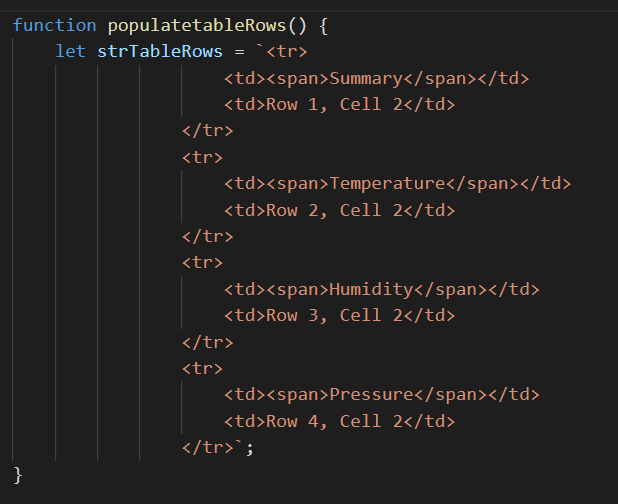 function populatetableRows() {
    let strTableRows = `<tr>
                    <td><span>Summary</span></td>
                    <td>Row 1, Cell 2</td>
                </tr>
                <tr>
                    <td><span>Temperature</span></td>
                    <td>Row 2, Cell 2</td>
                </tr>
                <tr>
                    <td><span>Humidity</span></td>
                    <td>Row 3, Cell 2</td>
                </tr>
                <tr>
                    <td><span>Pressure</span></td>
                    <td>Row 4, Cell 2</td>
                </tr>`;
}